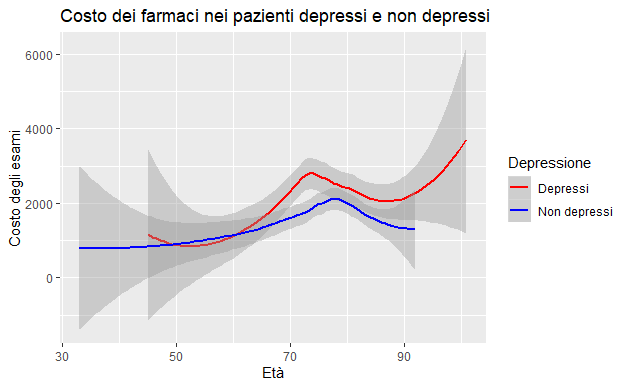 Costo dei farmaci nei pazienti depressi e non depressi
6000
4000
2000
0
Costo degli esami
30
50
70
90
Età
Depressione
Depressi
Non depressi